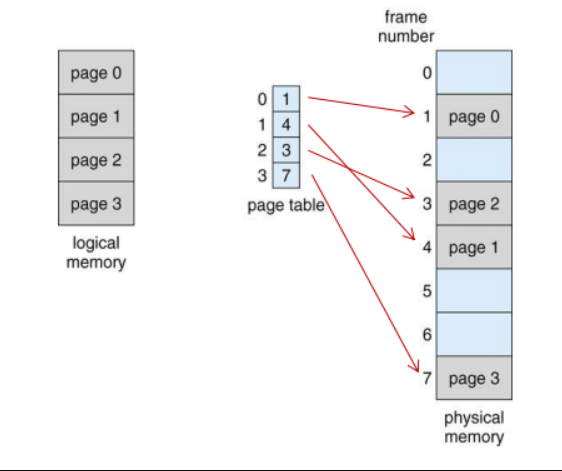 page 0
page 1
page 2
page 3
logical
memory
0 1
1 4
2 3
3 7
page table
frame
number
0
1 page 0
2
3 page 2
4 page 1
5
6
7 page 3
physical
memory